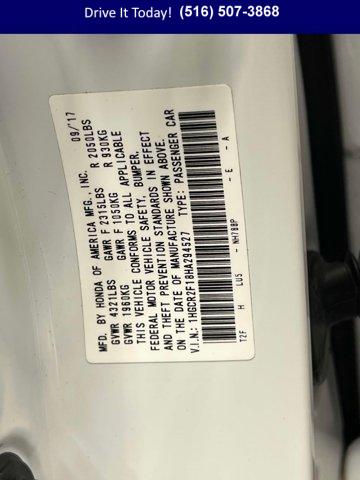 Drive It Today! (516) 507-3868
MFD. BY HONDA OF AMERICA MFG., INC. 09/'17
GVWR 4321LBS GAWR F 2315LBS R 2050LBS
GVWR 1960KG GAWR F 1050KG R 930KG
THIS VEHICLE CONFORMS TO ALL APPLICABLE
FEDERAL MOTOR VEHICLE SAFETY, BUMPER,
AND THEFT PREVENTION STANDARDS IN EFFECT
ON THE DATE OF MANUFACTURE SHOWN ABOVE.
V.I.N.: 1HGCR2F18HA294527 TYPE: PASSENGER CAR
T2F H LU5 - NH788P - E - A